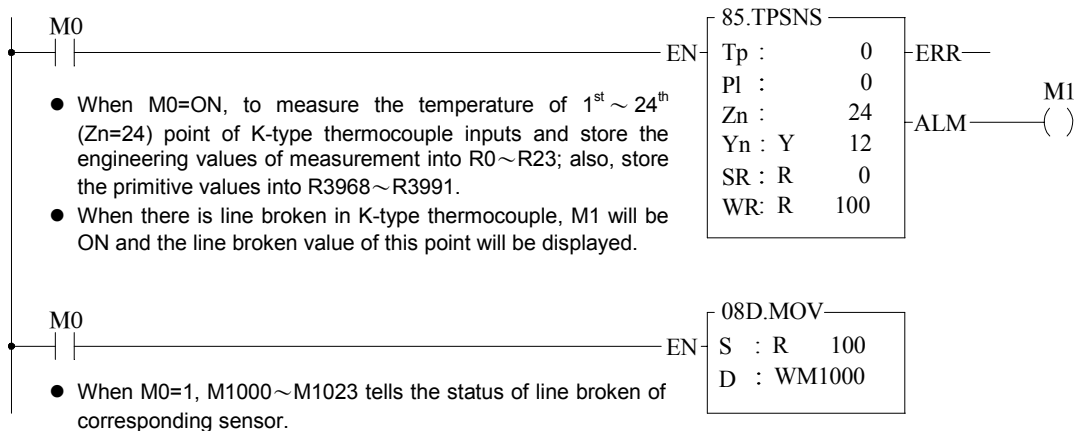 M0
EN
85.TPSNS
Tp : 0
Pl : 0
Zn : 24
Yn : Y 12
SR : R 0
WR: R 100
ERR
ALM
M1
( )
● When M0=ON, to measure the temperature of 1st ~ 24th
(Zn=24) point of K-type thermocouple inputs and store the
engineering values of measurement into R0~R23; also, store
the primitive values into R3968~R3991.
● When there is line broken in K-type thermocouple, M1 will be
ON and the line broken value of this point will be displayed.
M0
EN
08D.MOV
S : R 100
D : WM1000
● When M0=1, M1000~M1023 tells the status of line broken of
corresponding sensor.